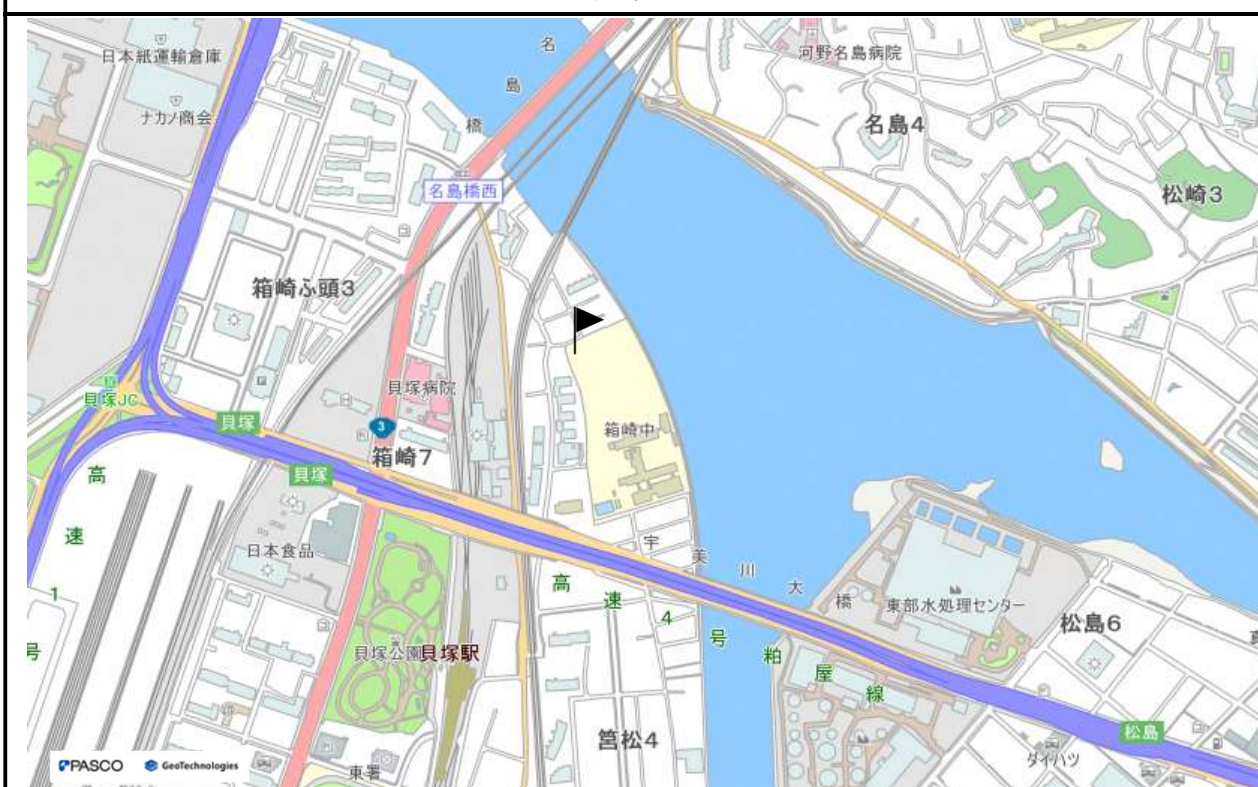 日本紙運輸倉庫
ナカノ商会
名島橋
河野名島病院
名島4
松崎3
名島橋西
箱崎ふ頭3
貝塚JC
貝塚病院
貝塚
3
箱崎7
貝塚
箱崎中
高速1号
日本食品
宇美川大橋
高速4号粕屋線
東部水処理センター
松島6
貝塚公園
貝塚駅
筥松4
松島
ダイハツ
東署
PASCO
GeoTechnologies